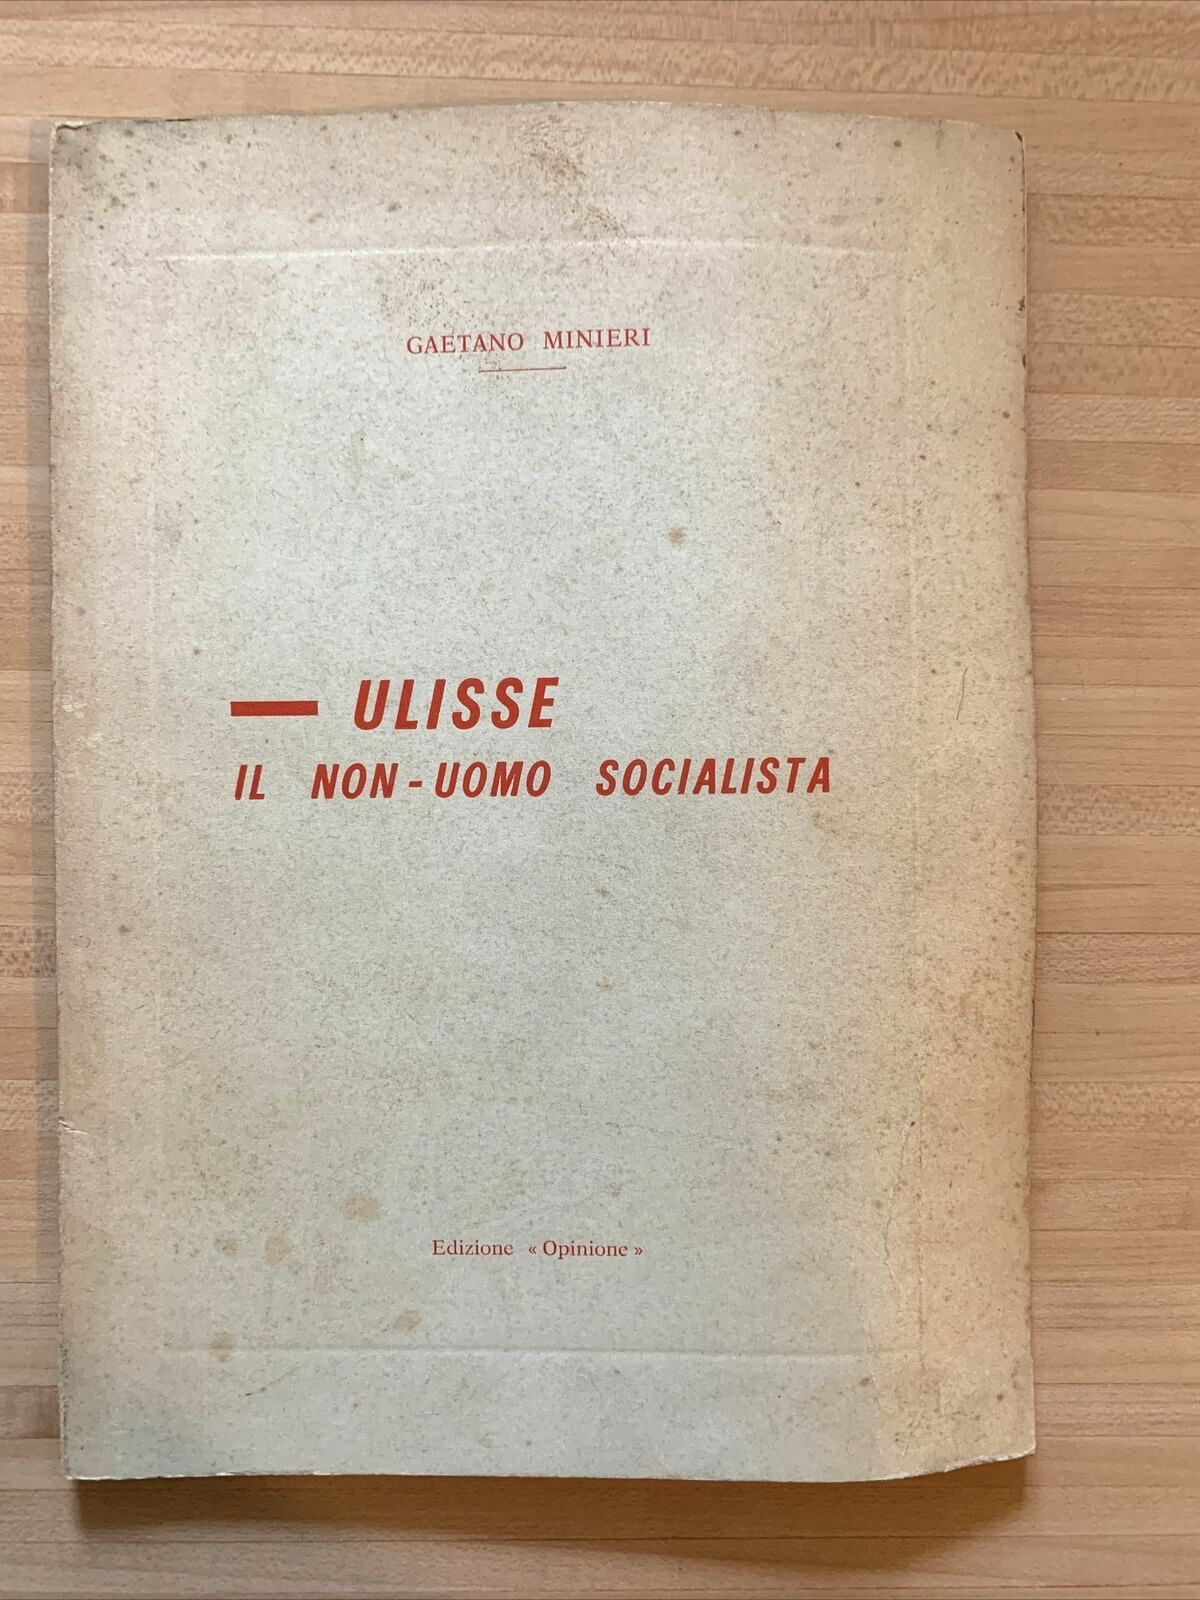 GAETANO MINIERI
ULISSE
IL NON-UOMO SOCIALISTA
Edizione « Opinione »